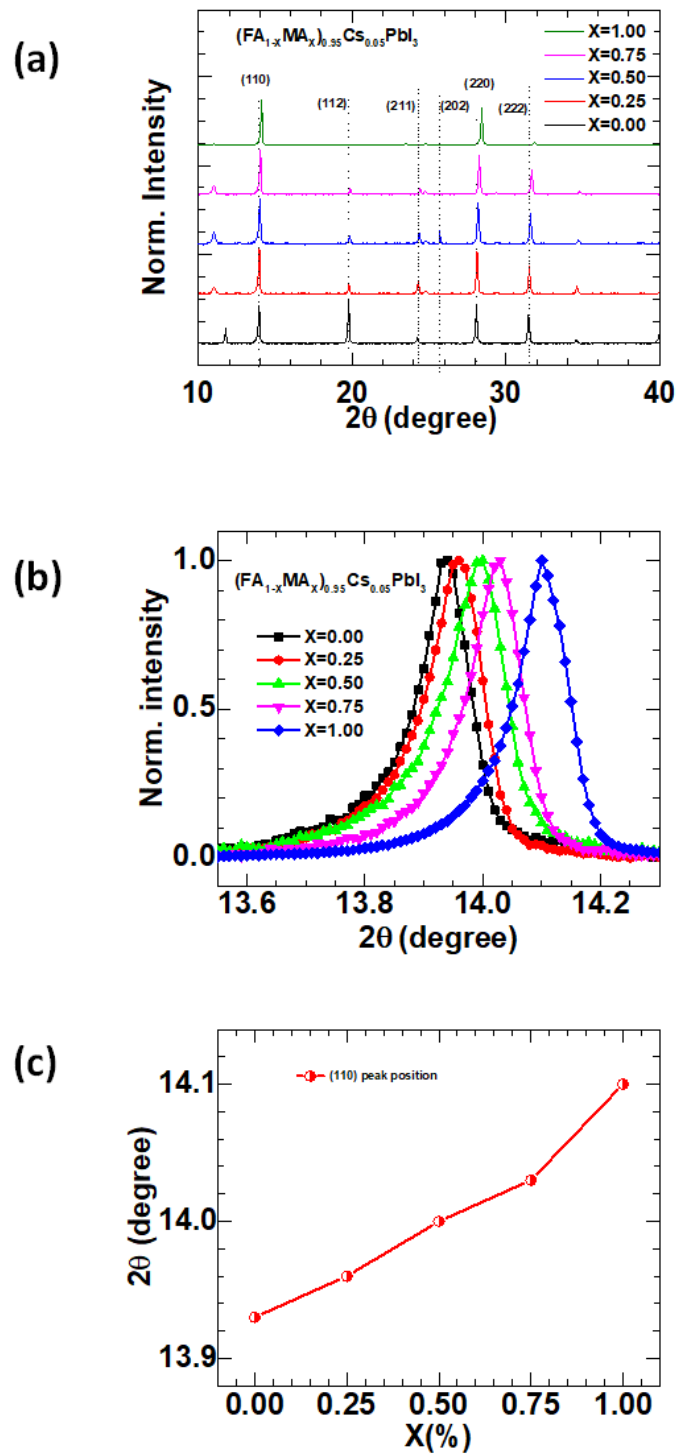 (a)
(FA₁₋ₓMAₓ)₀.₉₅Cs₀.₀₅PbI₃
X=1.00
X=0.75
X=0.50
X=0.25
X=0.00
(110)
(112)
(211)
(202)
(220)
(222)
Norm. Intensity
10 20 30 40
2θ (degree)
(b)
(FA₁₋ₓMAₓ)₀.₉₅Cs₀.₀₅PbI₃
X=0.00
X=0.25
X=0.50
X=0.75
X=1.00
Norm. intensity
1.0
0.5
0.0
13.6 13.8 14.0 14.2
2θ (degree)
(c)
(110) peak position
2θ (degree)
14.1
14.0
13.9
0.00 0.25 0.50 0.75 1.00
X(%)